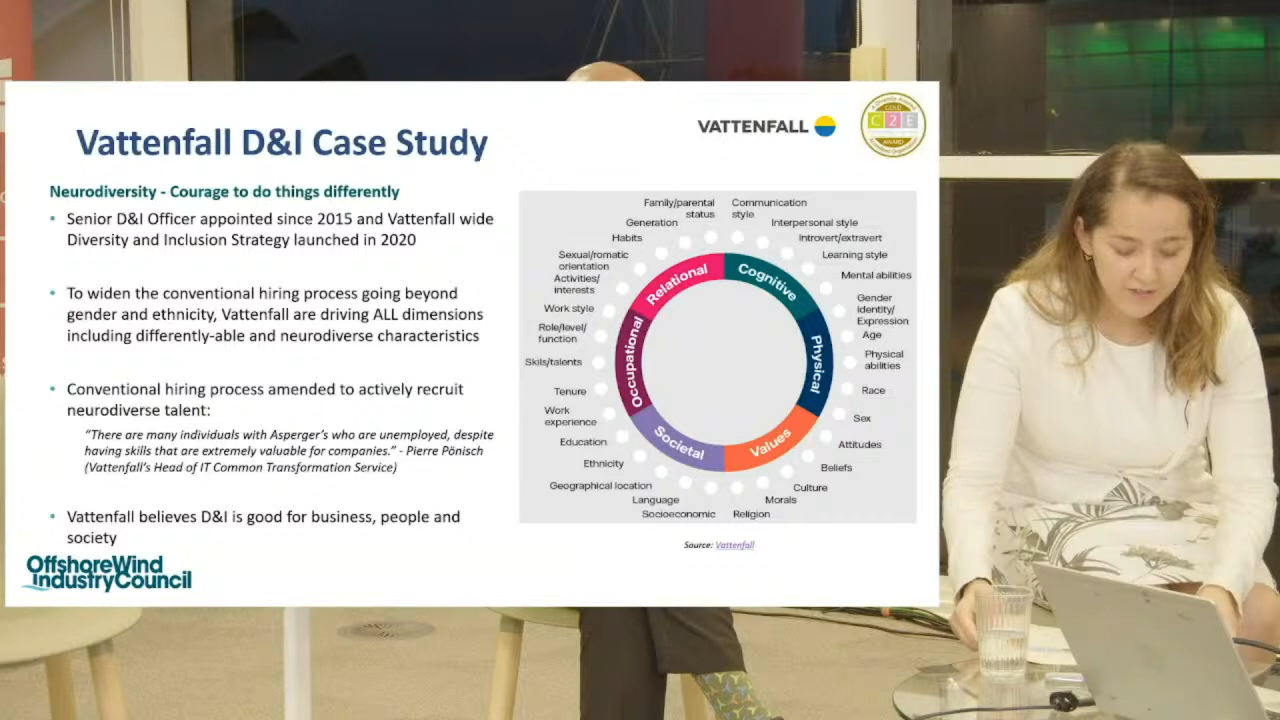 Vattenfall D&I Case Study
VATTENFALL
GOLD
C2E
AWARD
Neurodiversity - Courage to do things differently
• Senior D&I Officer appointed since 2015 and Vattenfall wide
Diversity and Inclusion Strategy launched in 2020
• To widen the conventional hiring process going beyond
gender and ethnicity, Vattenfall are driving ALL dimensions
including differently-able and neurodiverse characteristics
• Conventional hiring process amended to actively recruit
neurodiverse talent:
“There are many individuals with Asperger’s who are unemployed, despite
having skills that are extremely valuable for companies.” - Pierre Pönisch
(Vattenfall’s Head of IT Common Transformation Service)
• Vattenfall believes D&I is good for business, people and
society
OffshoreWind
IndustryCouncil
Family/parental
status
Generation
Habits
Sexual/romatic
orientation
Activities/
interests
Work style
Role/level/
function
Skils/talents
Tenure
Work
experience
Education
Ethnicity
Geographical location
Language
Socioeconomic
Communication
style
Interpersonal style
Introvert/extravert
Learning style
Mental abilities
Gender
Identity/
Expression
Age
Physical
abilities
Race
Sex
Attitudes
Beliefs
Culture
Morals
Religion
Relational
Cognitive
Physical
Values
Societal
Occupational
Source: Vattenfall